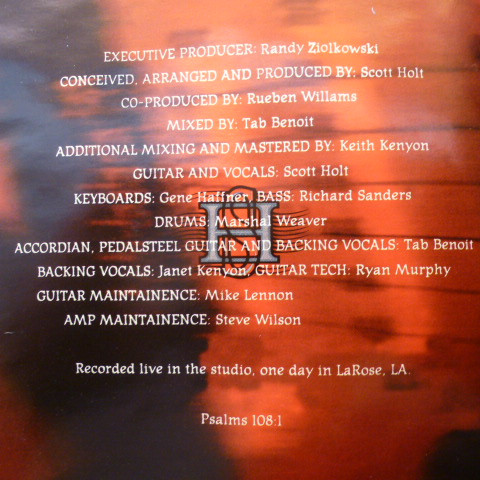 EXECUTIVE PRODUCER: Randy Ziolkowski
CONCEIVED, ARRANGED AND PRODUCED BY: Scott Holt
CO-PRODUCED BY: Rueben Willams
MIXED BY: Tab Benoit
ADDITIONAL MIXING AND MASTERED BY: Keith Kenyon
GUITAR AND VOCALS: Scott Holt
KEYBOARDS: Gene Haffner, BASS: Richard Sanders
DRUMS: Marshal Weaver
ACCORDIAN, PEDALSTEEL GUITAR AND BACKING VOCALS: Tab Benoit
BACKING VOCALS: Janet Kenyon, GUITAR TECH: Ryan Murphy
GUITAR MAINTAINENCE: Mike Lennon
AMP MAINTAINENCE: Steve Wilson
SH
Recorded live in the studio, one day in LaRose, LA.
Psalms 108:1